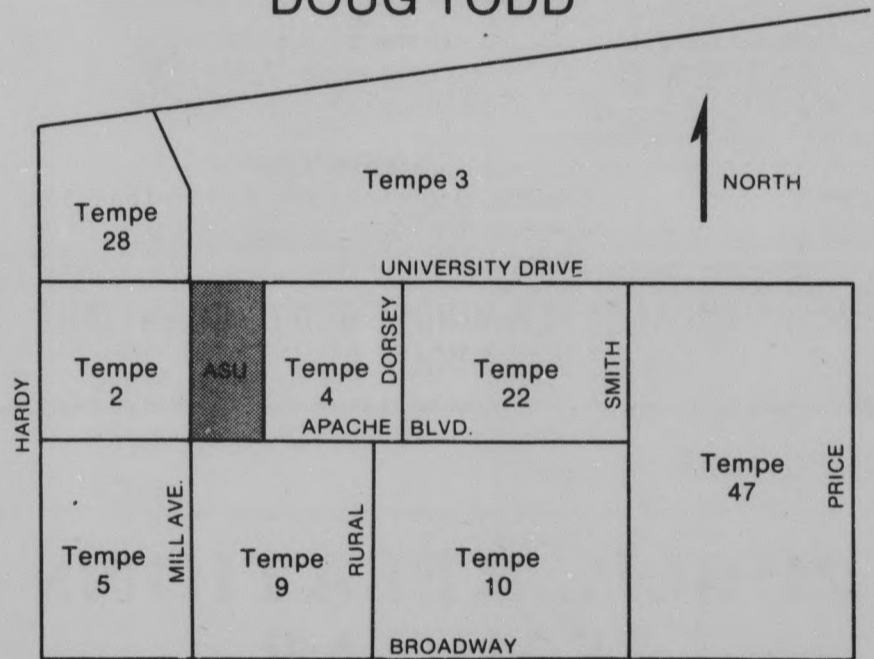 DOUG TODD
Tempe 3
NORTH
Tempe
28
UNIVERSITY DRIVE
HARDY
Tempe
2
ASU
Tempe
4
DORSEY
Tempe
22
SMITH
APACHE BLVD.
Tempe
47
PRICE
Tempe
5
MILL AVE.
Tempe
9
RURAL
Tempe
10
BROADWAY